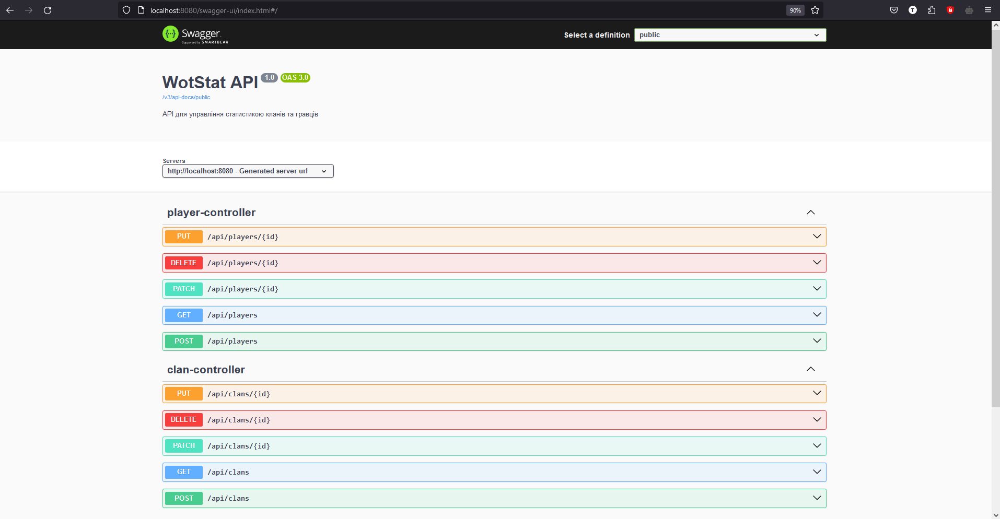 localhost:8080/swagger-ui/index.html#/
90%
T
Swagger
Supported by SMARTBEAR
Select a definition
public
WotStat API 1.0 OAS 3.0
/v3/api-docs/public
API для управління статистикою кланів та гравців
Servers
http://localhost:8080 - Generated server url
player-controller
PUT /api/players/{id}
DELETE /api/players/{id}
PATCH /api/players/{id}
GET /api/players
POST /api/players
clan-controller
PUT /api/clans/{id}
DELETE /api/clans/{id}
PATCH /api/clans/{id}
GET /api/clans
POST /api/clans